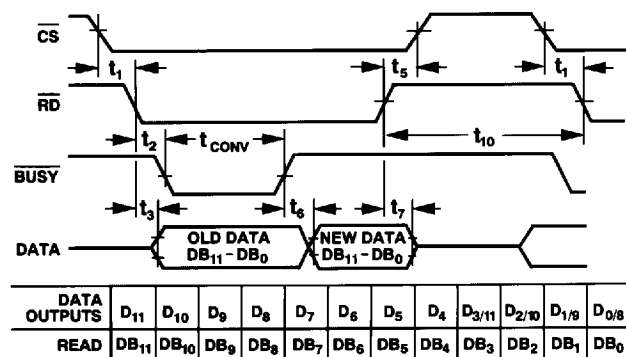 CS
t1 t5 t1
RD
t2 tCONV t10
BUSY
t3 t6 t7
DATA OLD DATA DB11-DB0 NEW DATA DB11-DB0
DATA OUTPUTS D11 D10 D9 D8 D7 D6 D5 D4 D3/11 D2/10 D1/9 D0/8
READ DB11 DB10 DB9 DB8 DB7 DB6 DB5 DB4 DB3 DB2 DB1 DB0